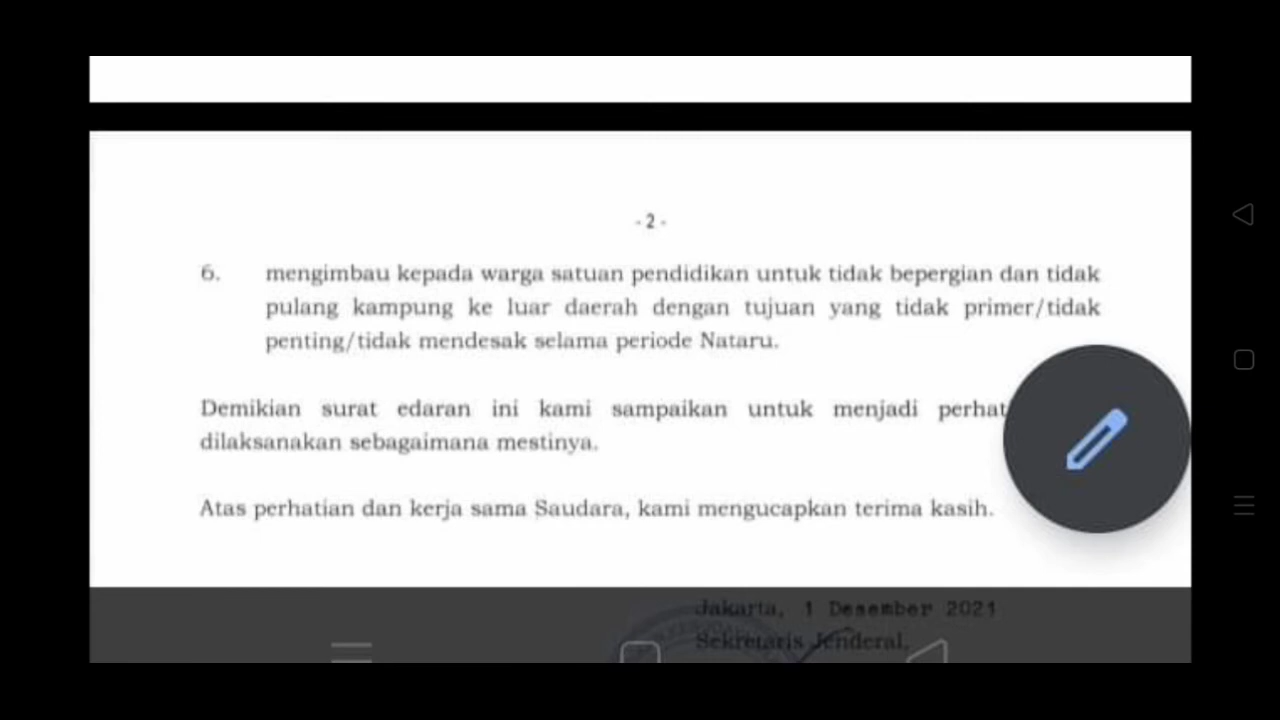 - 2 -
6. mengimbau kepada warga satuan pendidikan untuk tidak bepergian dan tidak
pulang kampung ke luar daerah dengan tujuan yang tidak primer/tidak
penting/tidak mendesak selama periode Nataru.
Demikian surat edaran ini kami sampaikan untuk menjadi
dilaksanakan sebagaimana mestinya.
Atas perhatian dan kerja sama Saudara, kami mengucapkan terima kasih.
Jakarta, 1 Desember 2021
Sekretaris Jenderal,